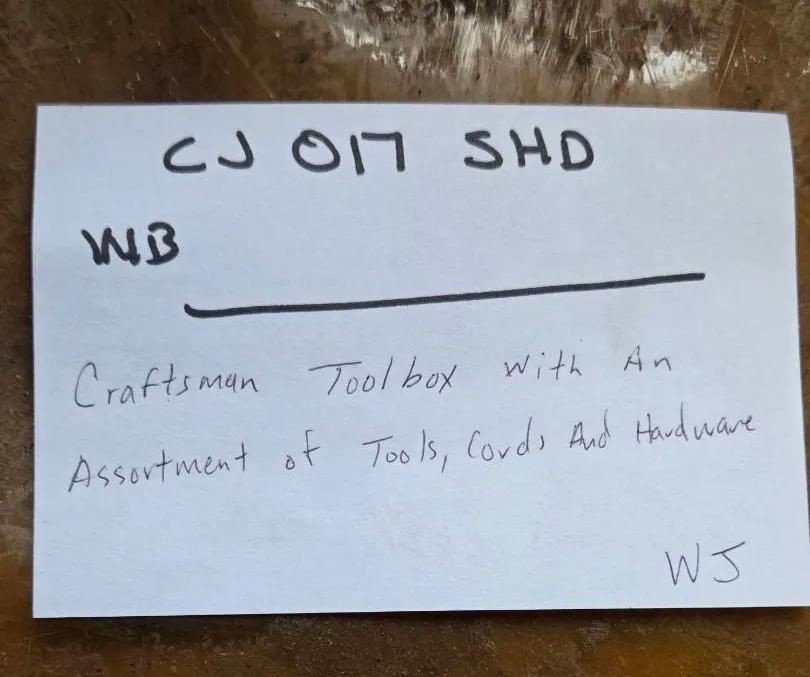 CJ 017 SHD
WB
Craftsman Toolbox With An
Assortment of Tools, Cords And Hardware
WJ